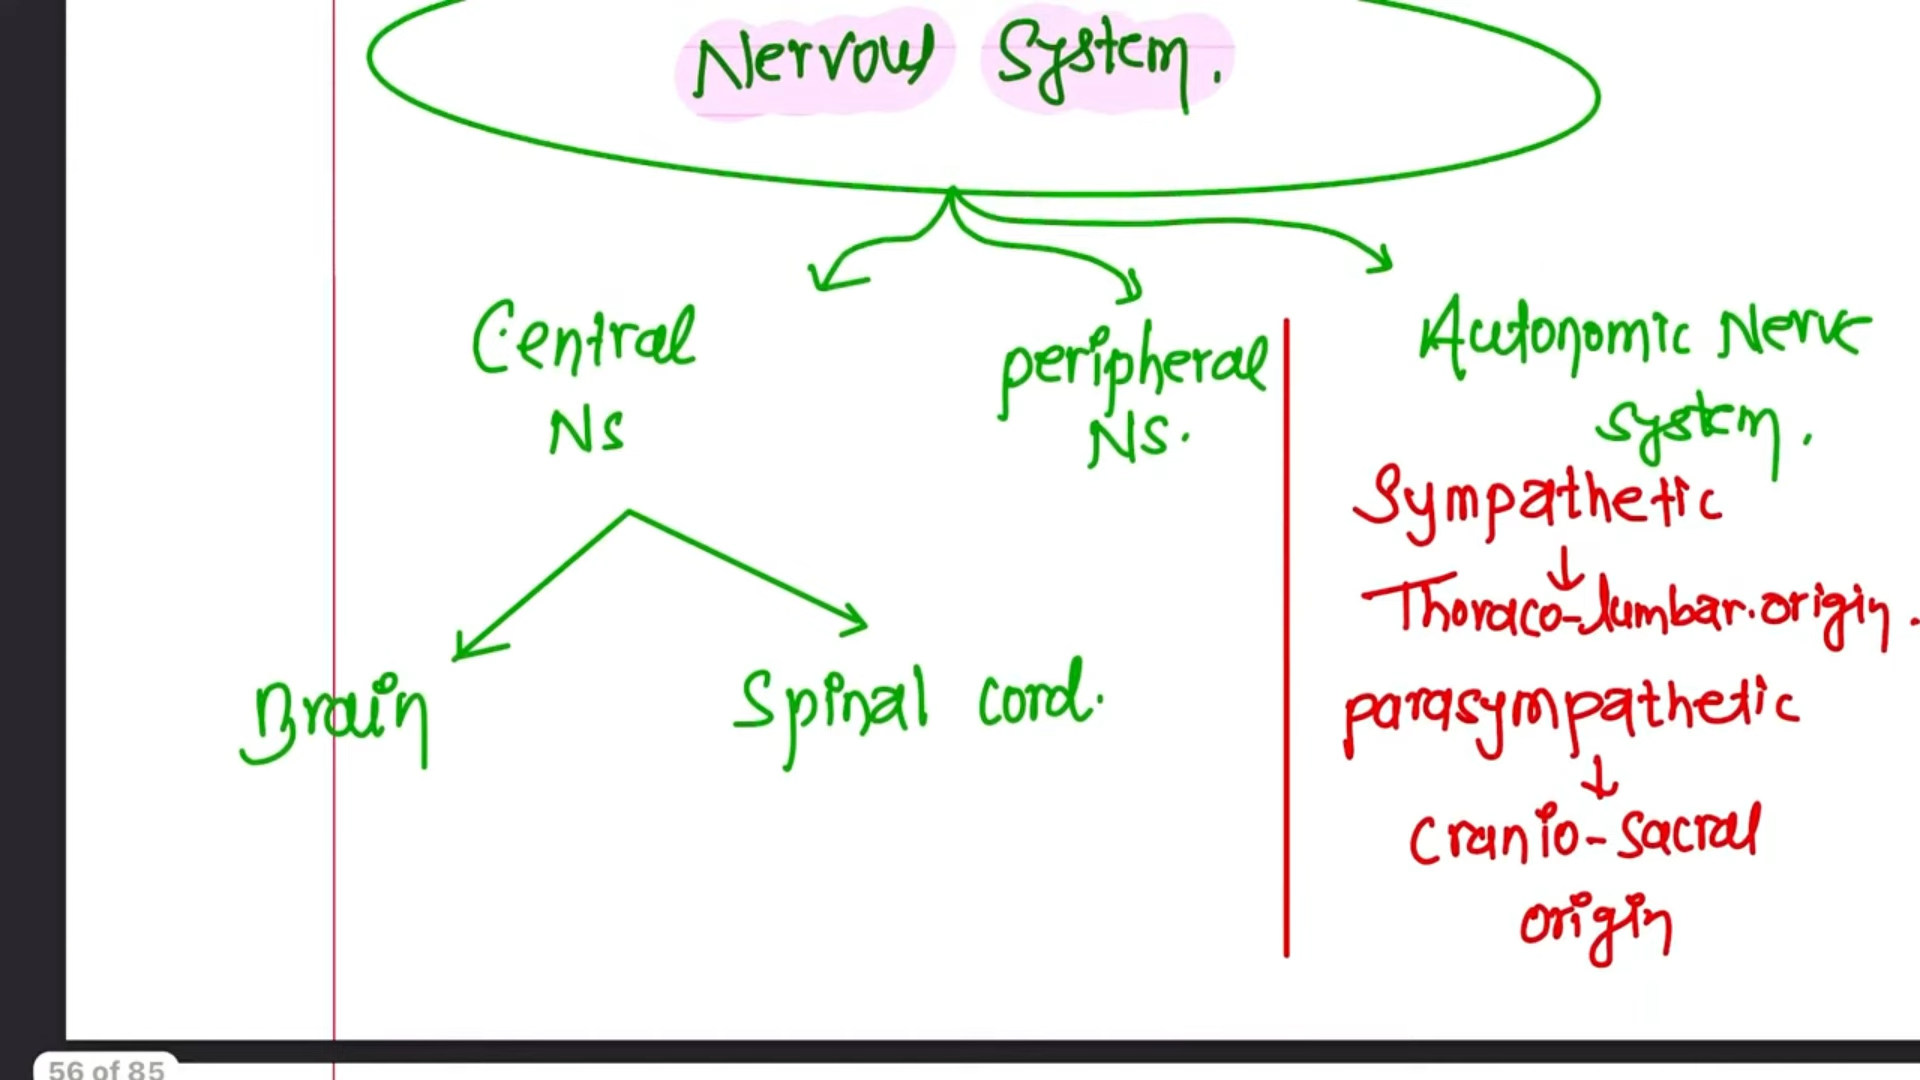 Nervous System.
Central
NS
peripheral
NS.
Autonomic Nerve
system.
Sympathetic
↓
Thoraco-lumbar.origin.
parasympathetic
↓
Cranio-Sacral
origin
Brain
Spinal cord.
56 of 85